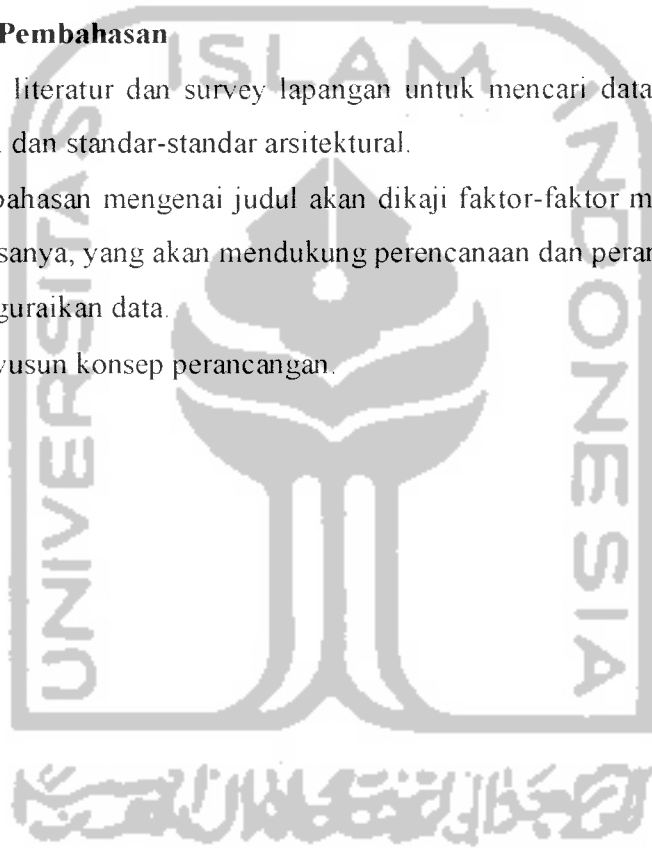 Pembahasan
literatur dan survey lapangan untuk mencari data
dan standar-standar arsitektural.
bahasan mengenai judul akan dikaji faktor-faktor m
sanya, yang akan mendukung perencanaan dan peran
guraikan data.
yusun konsep perancangan.
ISLAM
UNIVERSITAS
INDONESIA